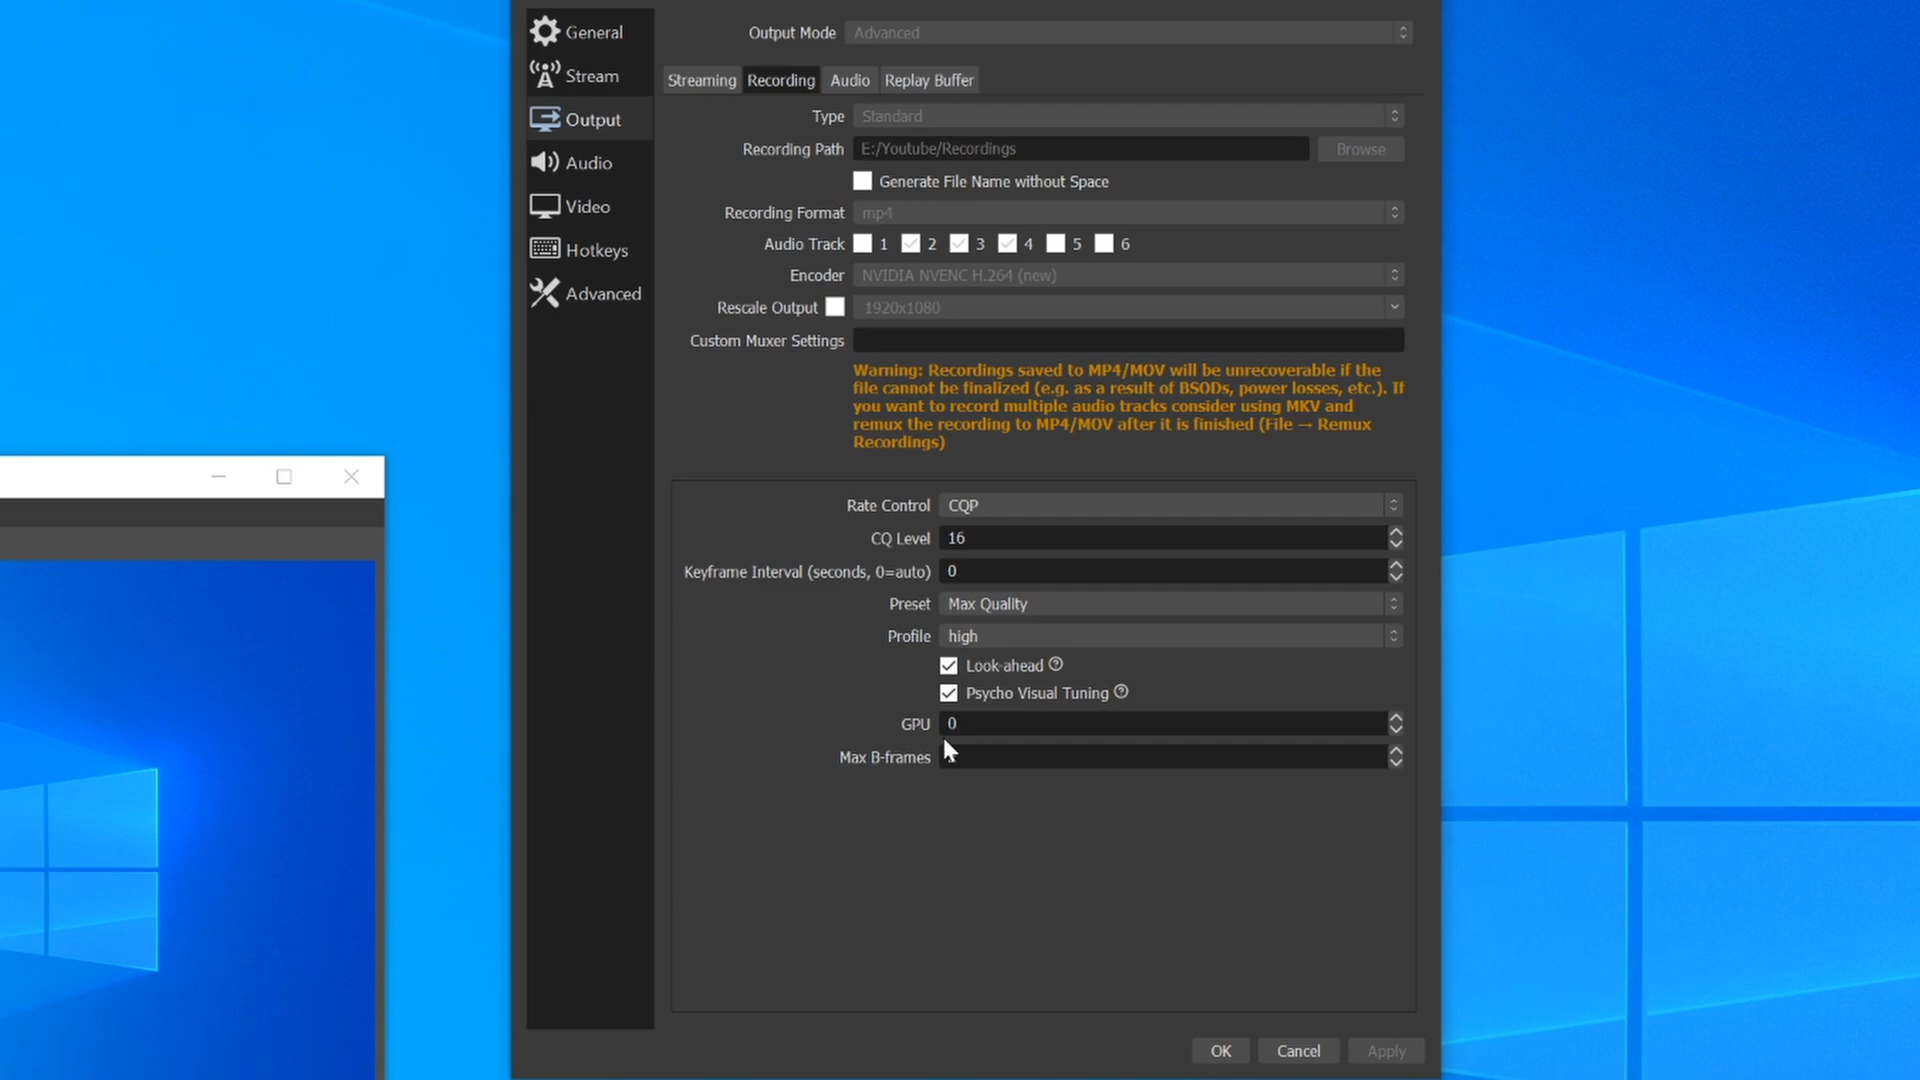 General
Stream
Output
Audio
Video
Hotkeys
Advanced
Output Mode Advanced
Streaming Recording Audio Replay Buffer
Type Standard
Recording Path E:/Youtube/Recordings Browse
Generate File Name without Space
Recording Format mp4
Audio Track 1 2 3 4 5 6
Encoder NVIDIA NVENC H.264 (new)
Rescale Output 1920x1080
Custom Muxer Settings
Warning: Recordings saved to MP4/MOV will be unrecoverable if the
file cannot be finalized (e.g. as a result of BSODs, power losses, etc.). If
you want to record multiple audio tracks consider using MKV and
remux the recording to MP4/MOV after it is finished (File → Remux
Recordings)
Rate Control CQP
CQ Level 16
Keyframe Interval (seconds, 0=auto) 0
Preset Max Quality
Profile high
Look-ahead
Psycho Visual Tuning
GPU 0
Max B-frames
OK Cancel Apply